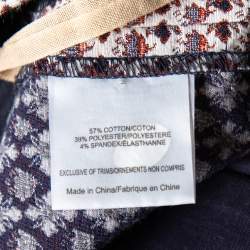 57% COTTON/COTON
39% POLYESTER/POLYESTERE
4% SPANDEX/ELASTHANNE
EXCLUSIVE OF TRIMS/ORNEMENTS NON COMPRIS
Made in China/Fabriqué en Chine